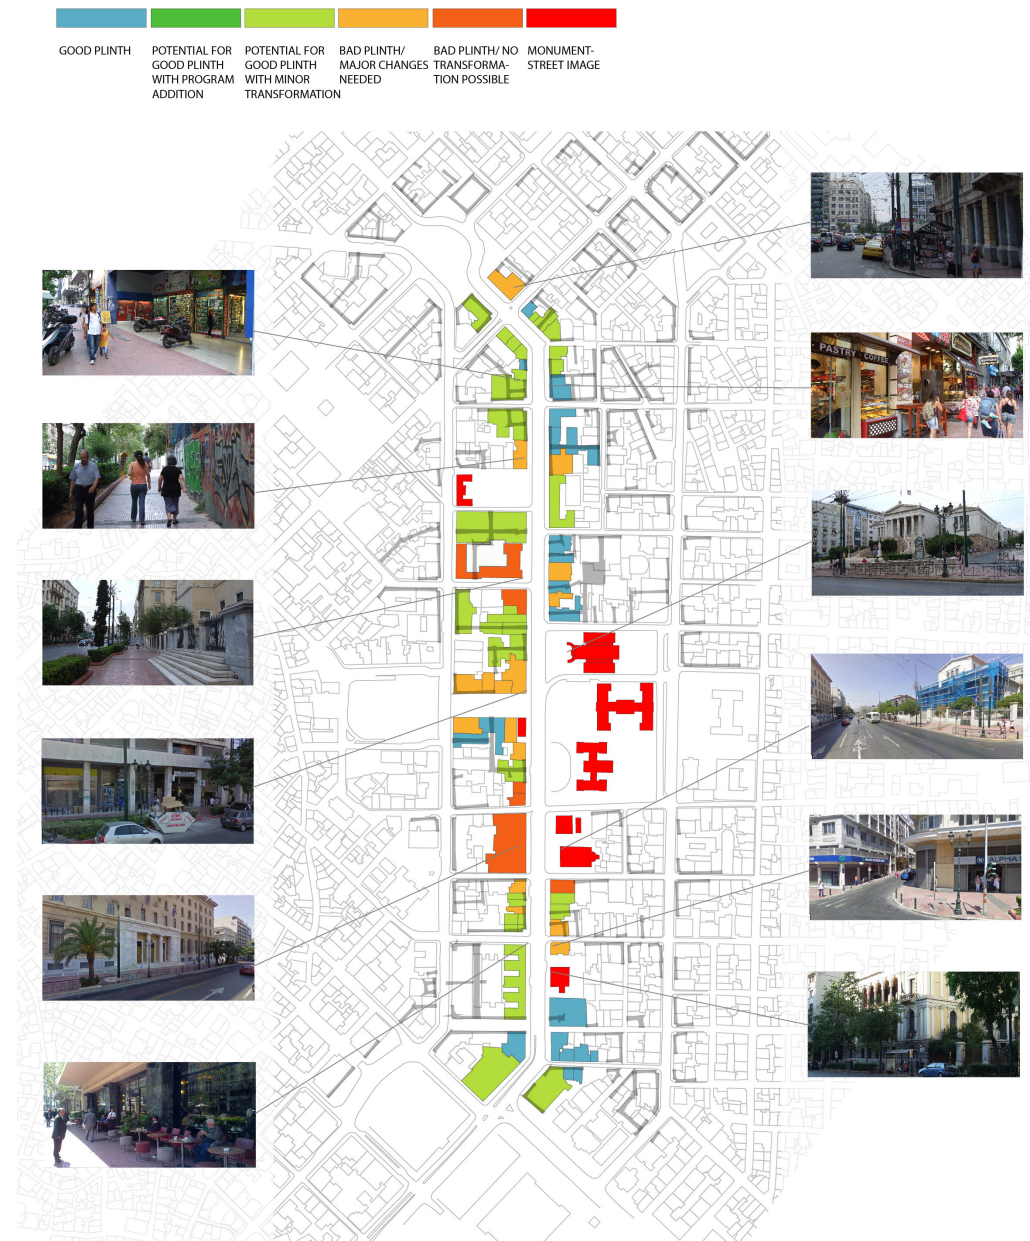 GOOD PLINTH
POTENTIAL FOR
GOOD PLINTH
WITH PROGRAM
ADDITION
POTENTIAL FOR
GOOD PLINTH
WITH MINOR
TRANSFORMATION
BAD PLINTH/
MAJOR CHANGES
NEEDED
BAD PLINTH/ NO
TRANSFORMA-
TION POSSIBLE
MONUMENT-
STREET IMAGE
PASTRY COFFEE
ALPHA